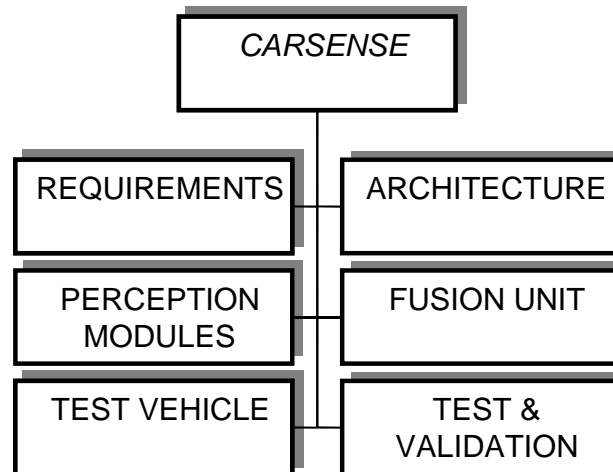 CARSENSE
REQUIREMENTS
ARCHITECTURE
PERCEPTION
MODULES
FUSION UNIT
TEST VEHICLE
TEST &
VALIDATION